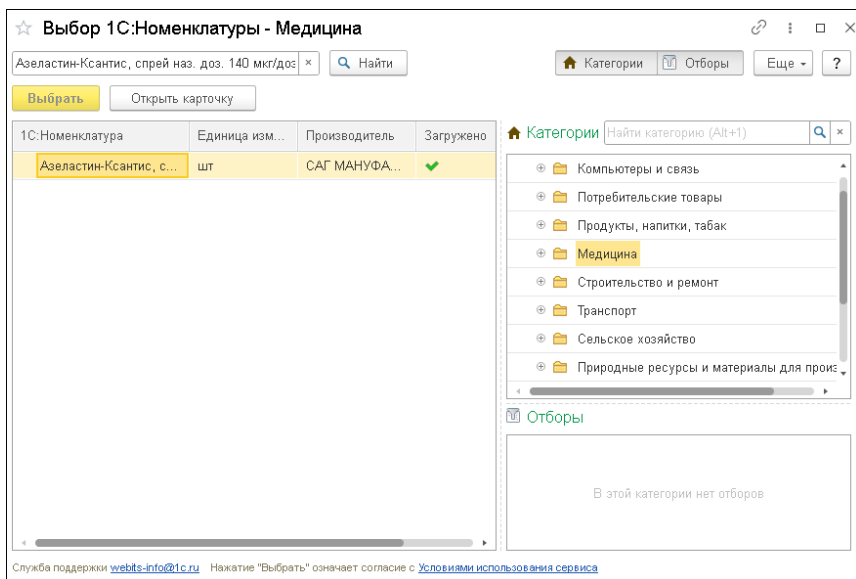 Выбор 1С:Номенклатуры - Медицина
Азеластин-Ксантис, спрей наз. доз. 140 мкг/доз
Найти
Категории
Отборы
Еще
?
Выбрать
Открыть карточку
1С:Номенклатура
Единица изм...
Производитель
Загружено
Азеластин-Ксантис, с...
шт
САГ МАНУФА...
Категории
Найти категорию (Alt+1)
Компьютеры и связь
Потребительские товары
Продукты, напитки, табак
Медицина
Строительство и ремонт
Транспорт
Сельское хозяйство
Природные ресурсы и материалы для произ
Отборы
В этой категории нет отборов
Служба поддержки webits-info@1c.ru Нажатие "Выбрать" означает согласие с Условиями использования сервиса